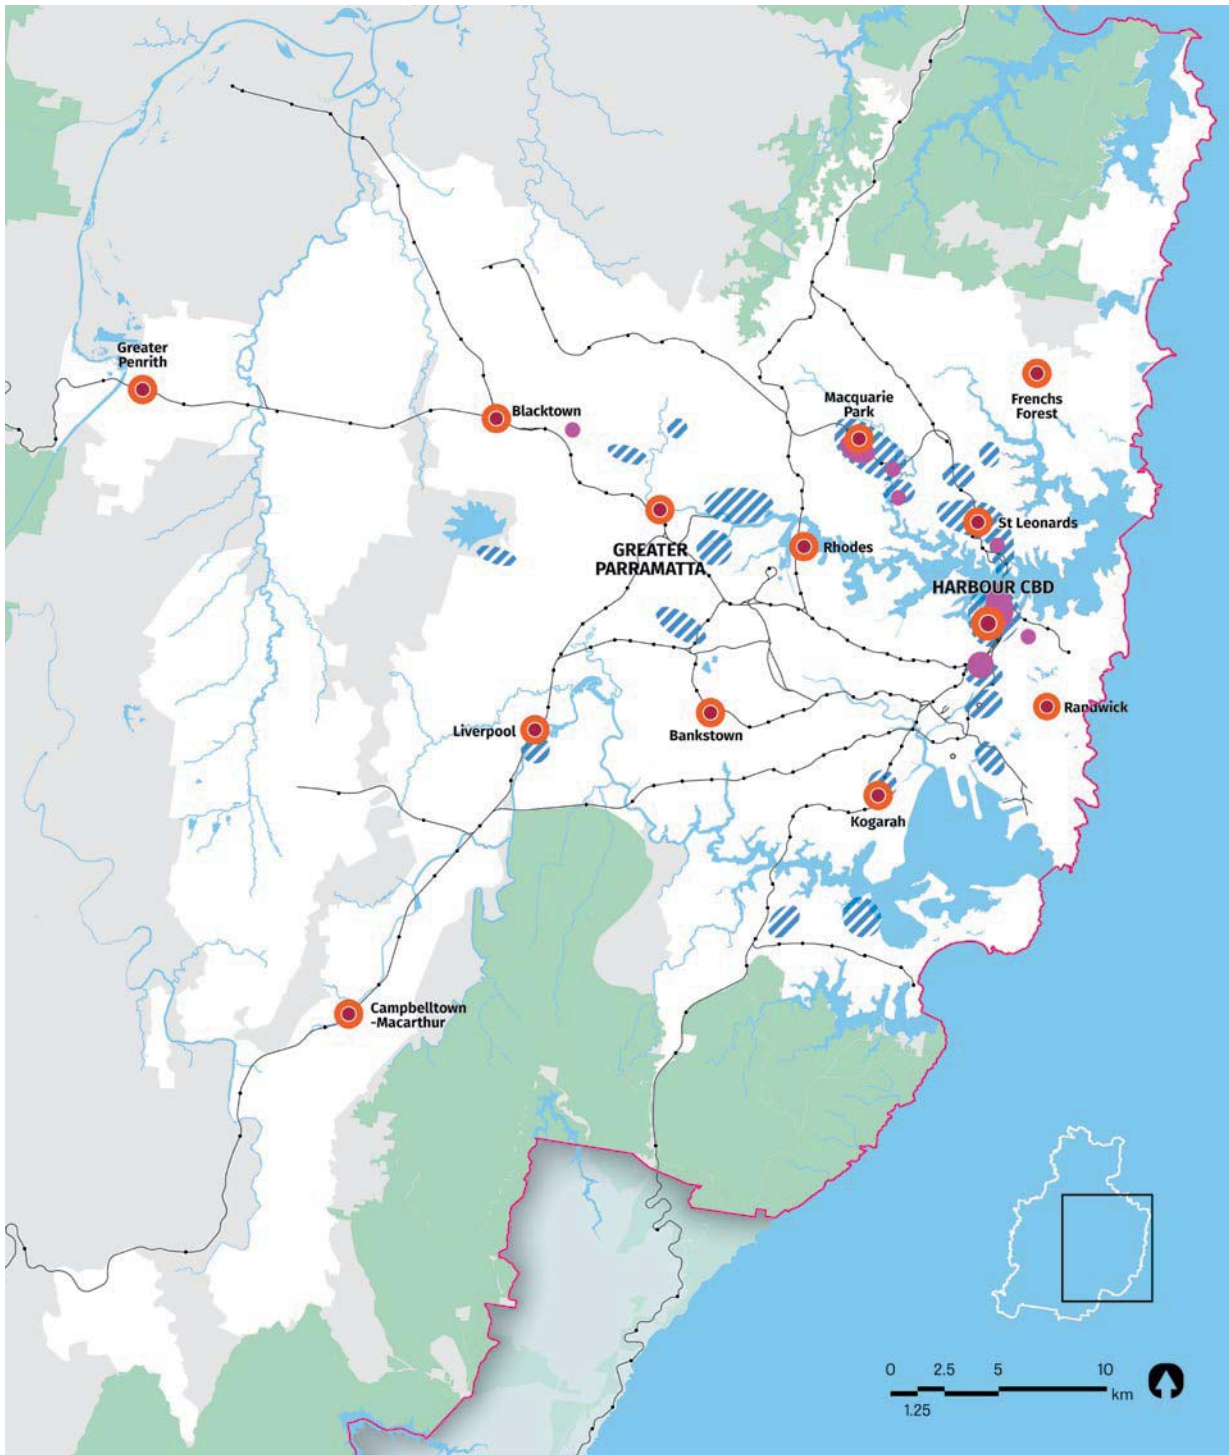 Greater
Penrith
Blacktown
Macquarie
Park
Frenchs
Forest
St Leonards
GREATER
PARRAMATTA
Rhodes
HARBOUR CBD
Liverpool
Bankstown
Randwick
Kogarah
Campbelltown
-Macarthur
0 2.5 5 10
km
1.25